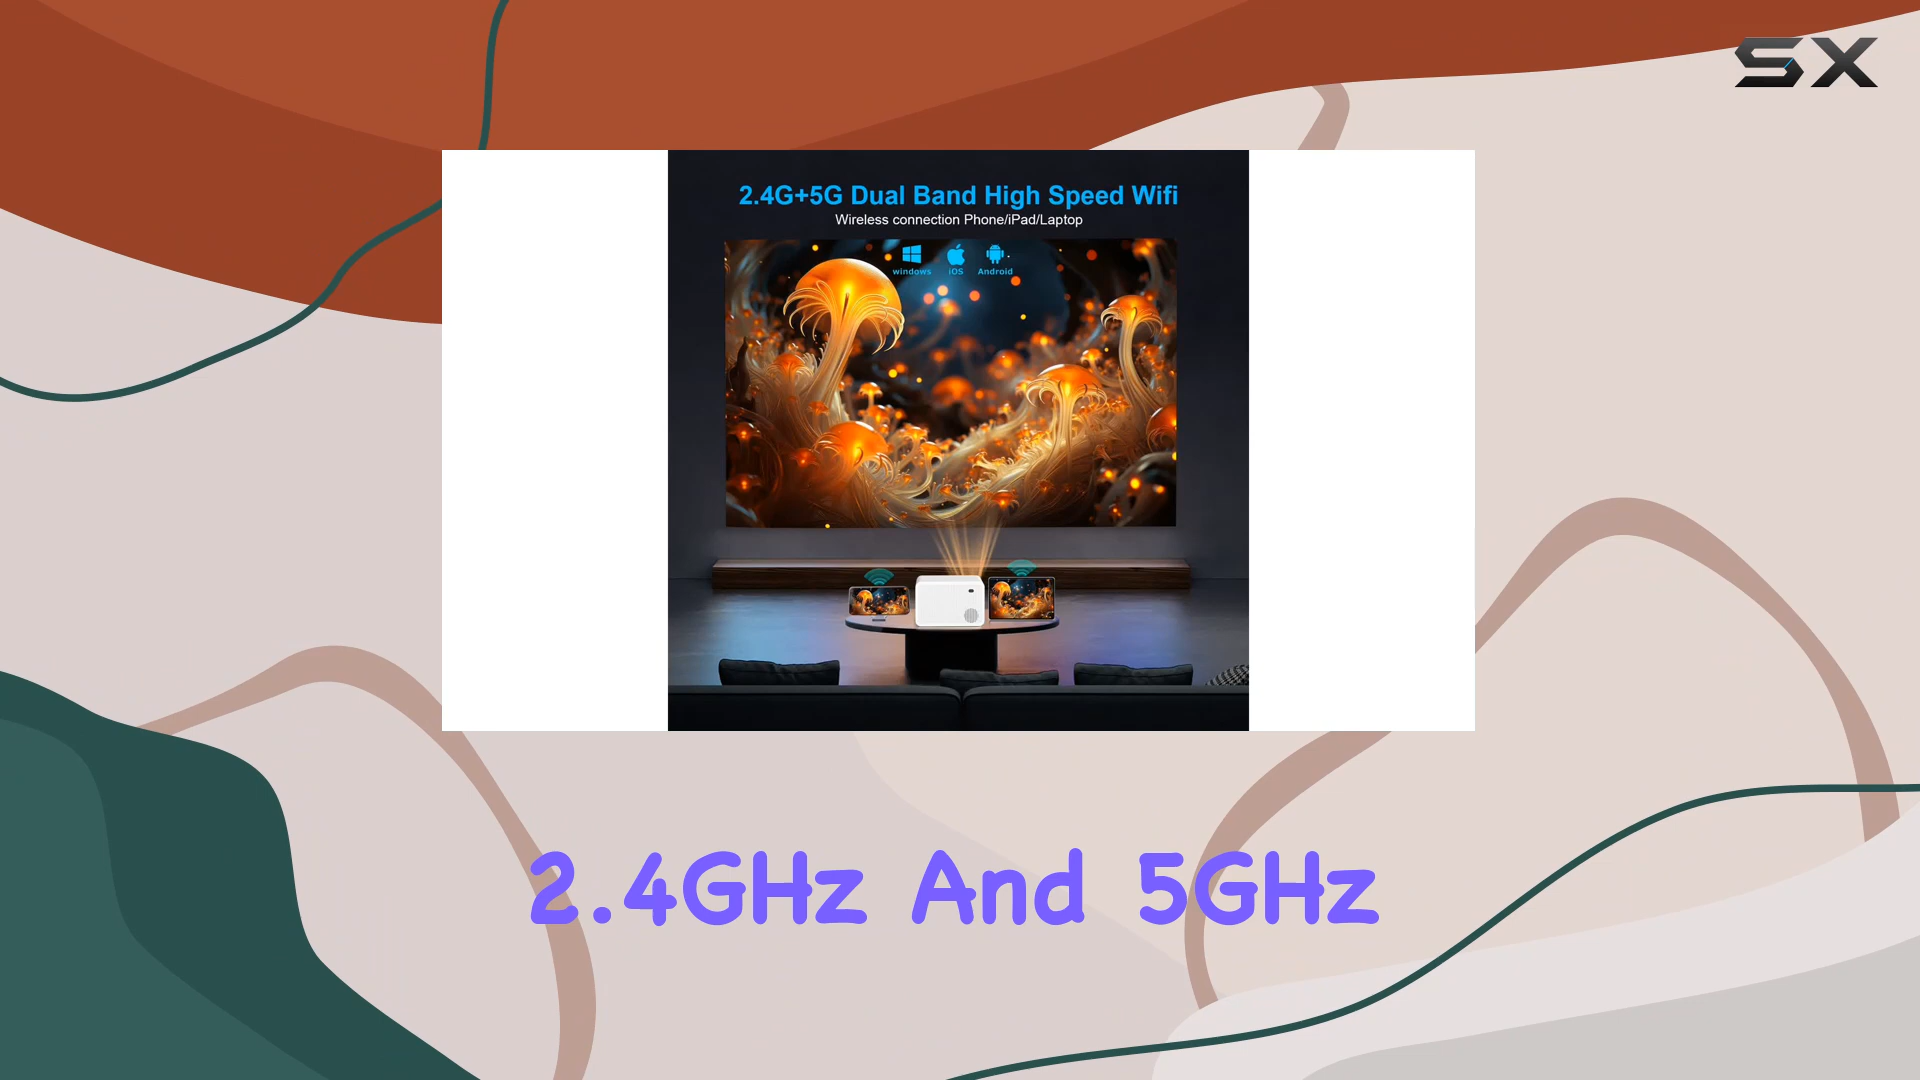 SX
2.4G+5G Dual Band High Speed Wifi
Wireless connection Phone/iPad/Laptop
windows iOS Android
2.4GHz And 5GHz